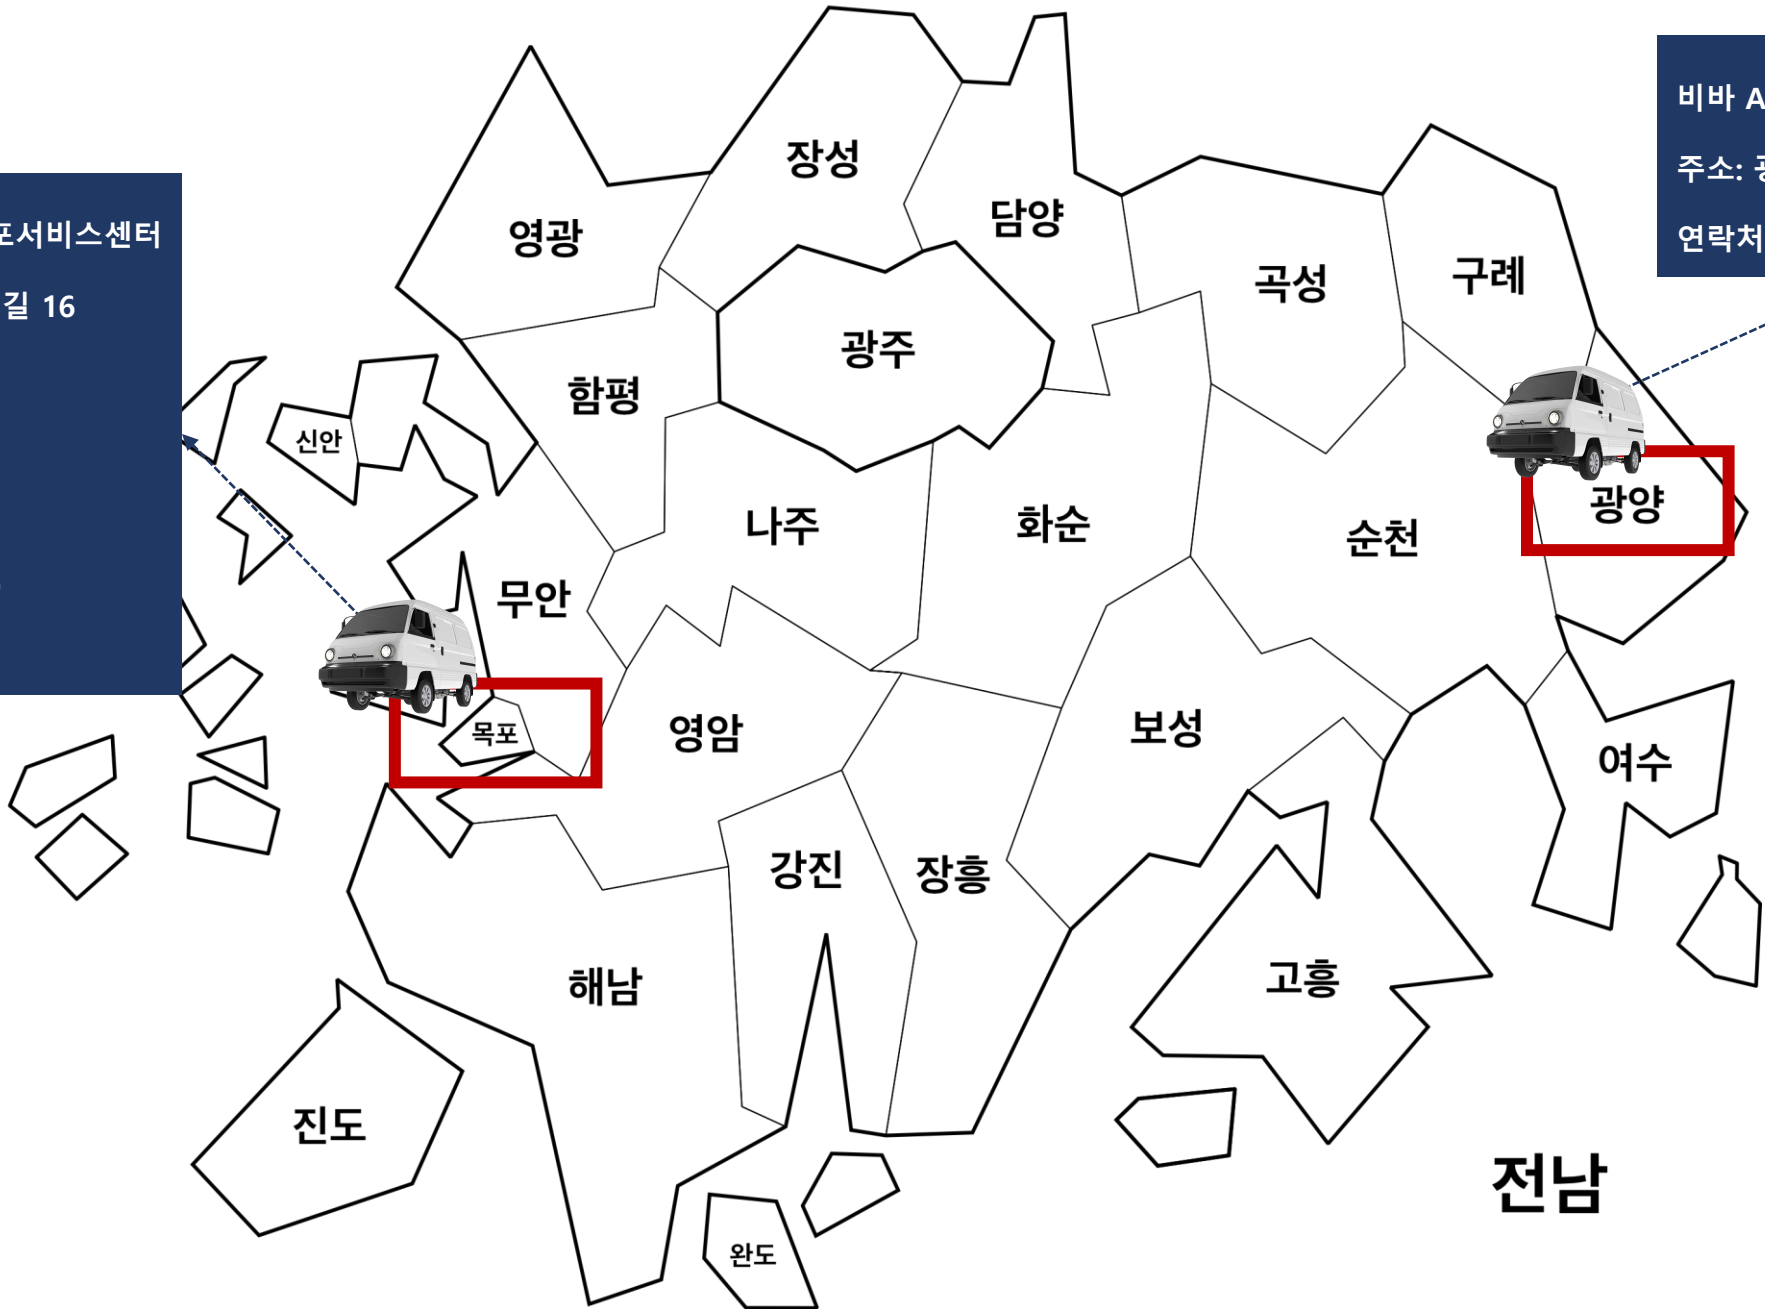 비바 A
주소: 광
연락처
포서비스센터
길 16
장성
담양
영광
곡성
구례
광주
함평
신안
광양
나주
화순
순천
무안
목포
영암
보성
여수
강진
장흥
해남
고흥
진도
완도
전남